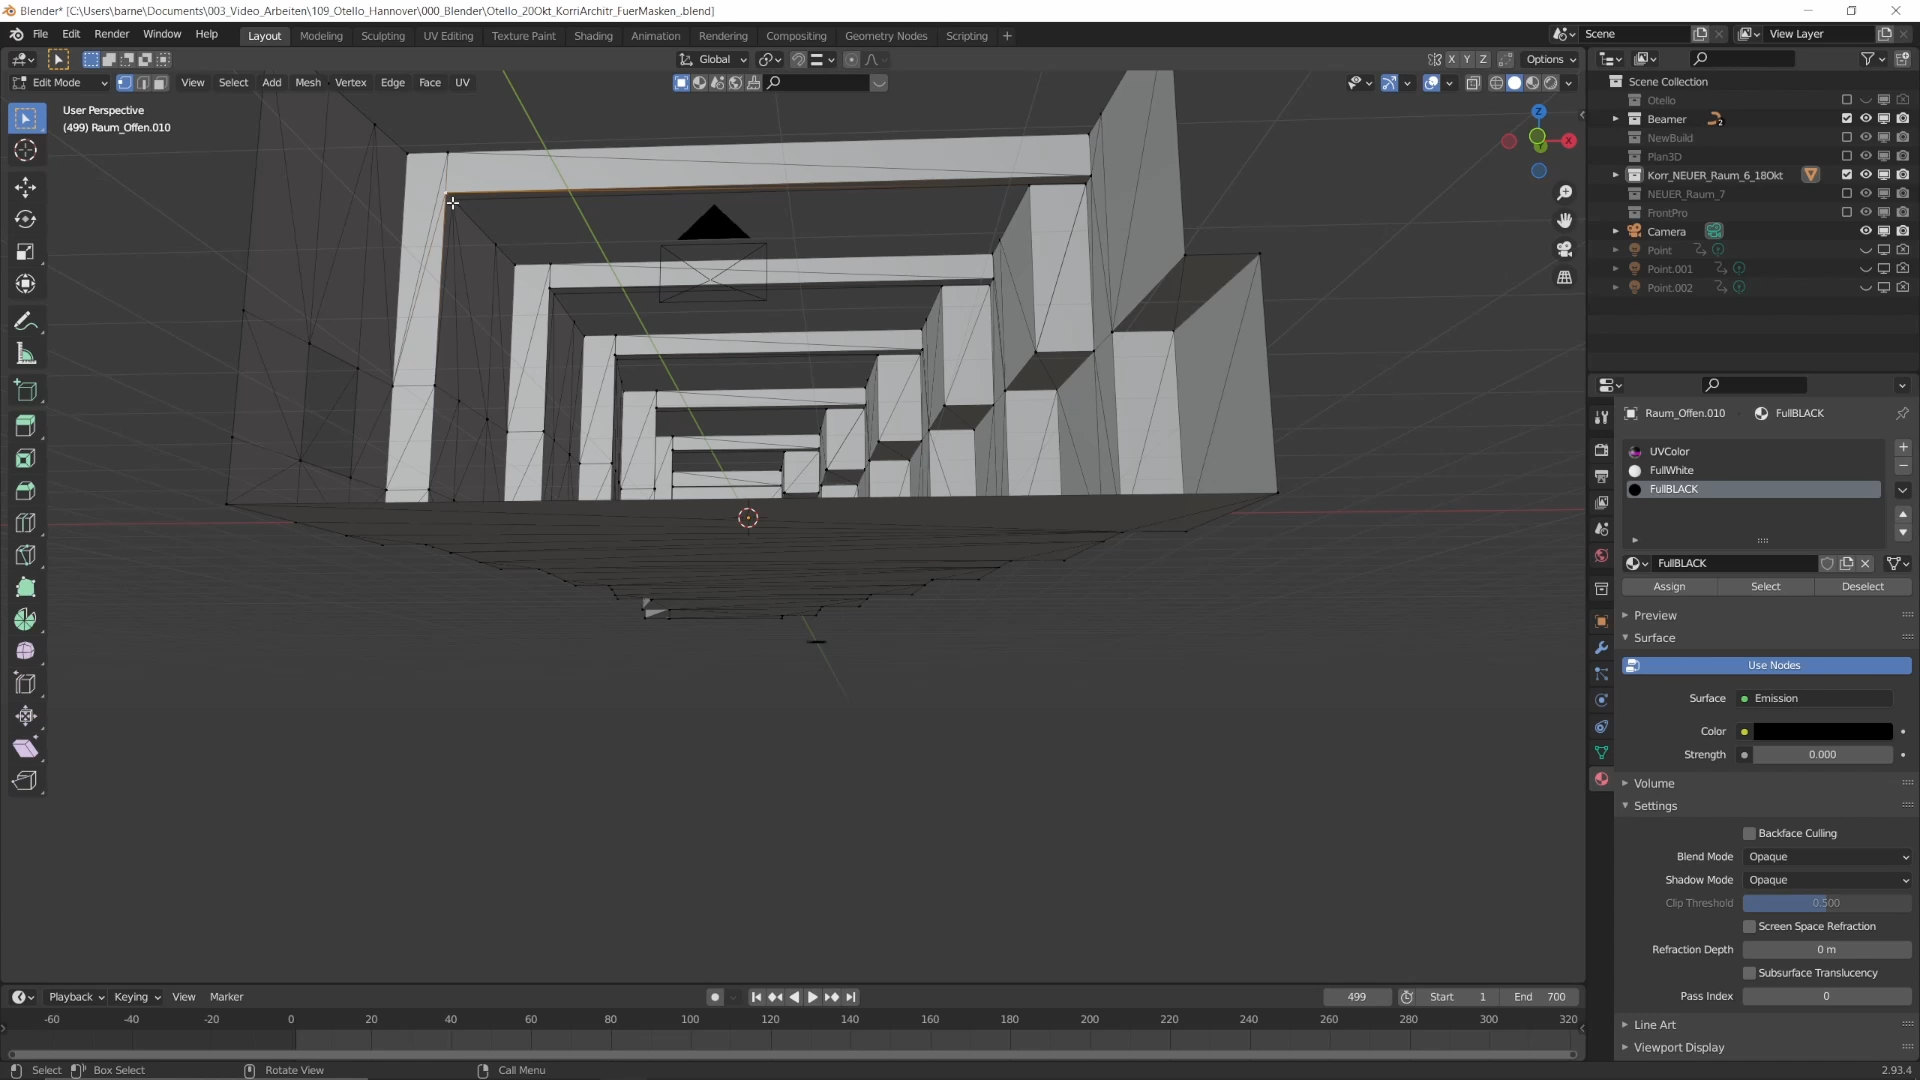 Blender* [C:\Users\barne\Documents\003_Video_Arbeiten\109_Otello_Hannover\000_Blender\Otello_20Okt_KorriArchitr_FuerMasken_.blend]
File Edit Render Window Help Layout Modeling Sculpting UV Editing Texture Paint Shading Animation Rendering Compositing Geometry Nodes Scripting + Scene View Layer
Global X Y Z Options
Edit Mode View Select Add Mesh Vertex Edge Face UV
User Perspective
(499) Raum_Offen.010
Z
X
Scene Collection
Otello
Beamer 2
NewBuild
Plan3D
Korr_NEUER_Raum_6_18Okt
NEUER_Raum_7
FrontPro
Camera
Point
Point.001
Point.002
Raum_Offen.010 FullBLACK
UVColor
FullWhite
FullBLACK
FullBLACK
Assign Select Deselect
Preview
Surface
Use Nodes
Surface Emission
Color
Strength 0.000
Volume
Settings
Backface Culling
Blend Mode Opaque
Shadow Mode Opaque
Clip Threshold 0.500
Screen Space Refraction
Refraction Depth 0 m
Subsurface Translucency
Pass Index 0
Line Art
Viewport Display
Playback Keying View Marker 499 Start 1 End 700
-60 -40 -20 0 20 40 60 80 100 120 140 160 180 200 220 240 260 280 300 320
Select Box Select Rotate View Call Menu 2.93.4